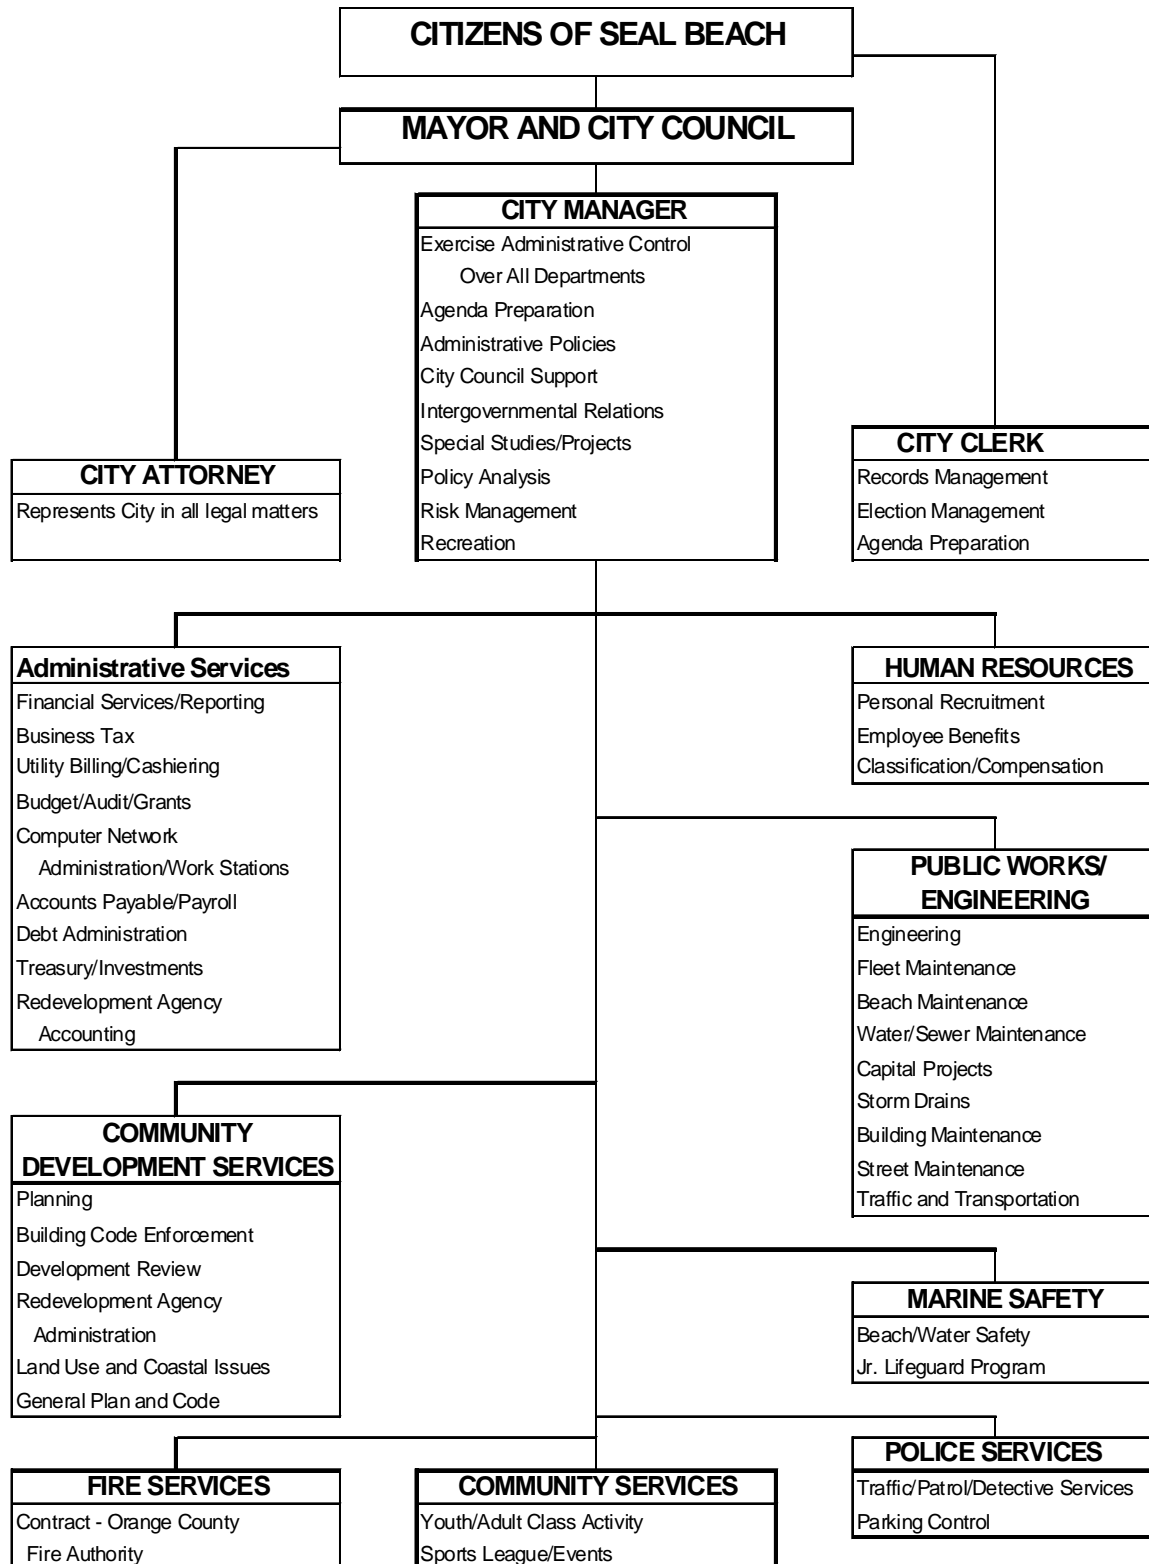 CITIZENS OF SEAL BEACH
MAYOR AND CITY COUNCIL
CITY MANAGER
Exercise Administrative Control
Over All Departments
Agenda Preparation
Administrative Policies
City Council Support
Intergovernmental Relations
Special Studies/Projects
Policy Analysis
Risk Management
Recreation
CITY ATTORNEY
Represents City in all legal matters
CITY CLERK
Records Management
Election Management
Agenda Preparation
Administrative Services
Financial Services/Reporting
Business Tax
Utility Billing/Cashiering
Budget/Audit/Grants
Computer Network
Administration/Work Stations
Accounts Payable/Payroll
Debt Administration
Treasury/Investments
Redevelopment Agency
Accounting
HUMAN RESOURCES
Personal Recruitment
Employee Benefits
Classification/Compensation
PUBLIC WORKS/
ENGINEERING
Engineering
Fleet Maintenance
Beach Maintenance
Water/Sewer Maintenance
Capital Projects
Storm Drains
Building Maintenance
Street Maintenance
Traffic and Transportation
COMMUNITY
DEVELOPMENT SERVICES
Planning
Building Code Enforcement
Development Review
Redevelopment Agency
Administration
Land Use and Coastal Issues
General Plan and Code
MARINE SAFETY
Beach/Water Safety
Jr. Lifeguard Program
FIRE SERVICES
Contract - Orange County
Fire Authority
COMMUNITY SERVICES
Youth/Adult Class Activity
Sports League/Events
POLICE SERVICES
Traffic/Patrol/Detective Services
Parking Control